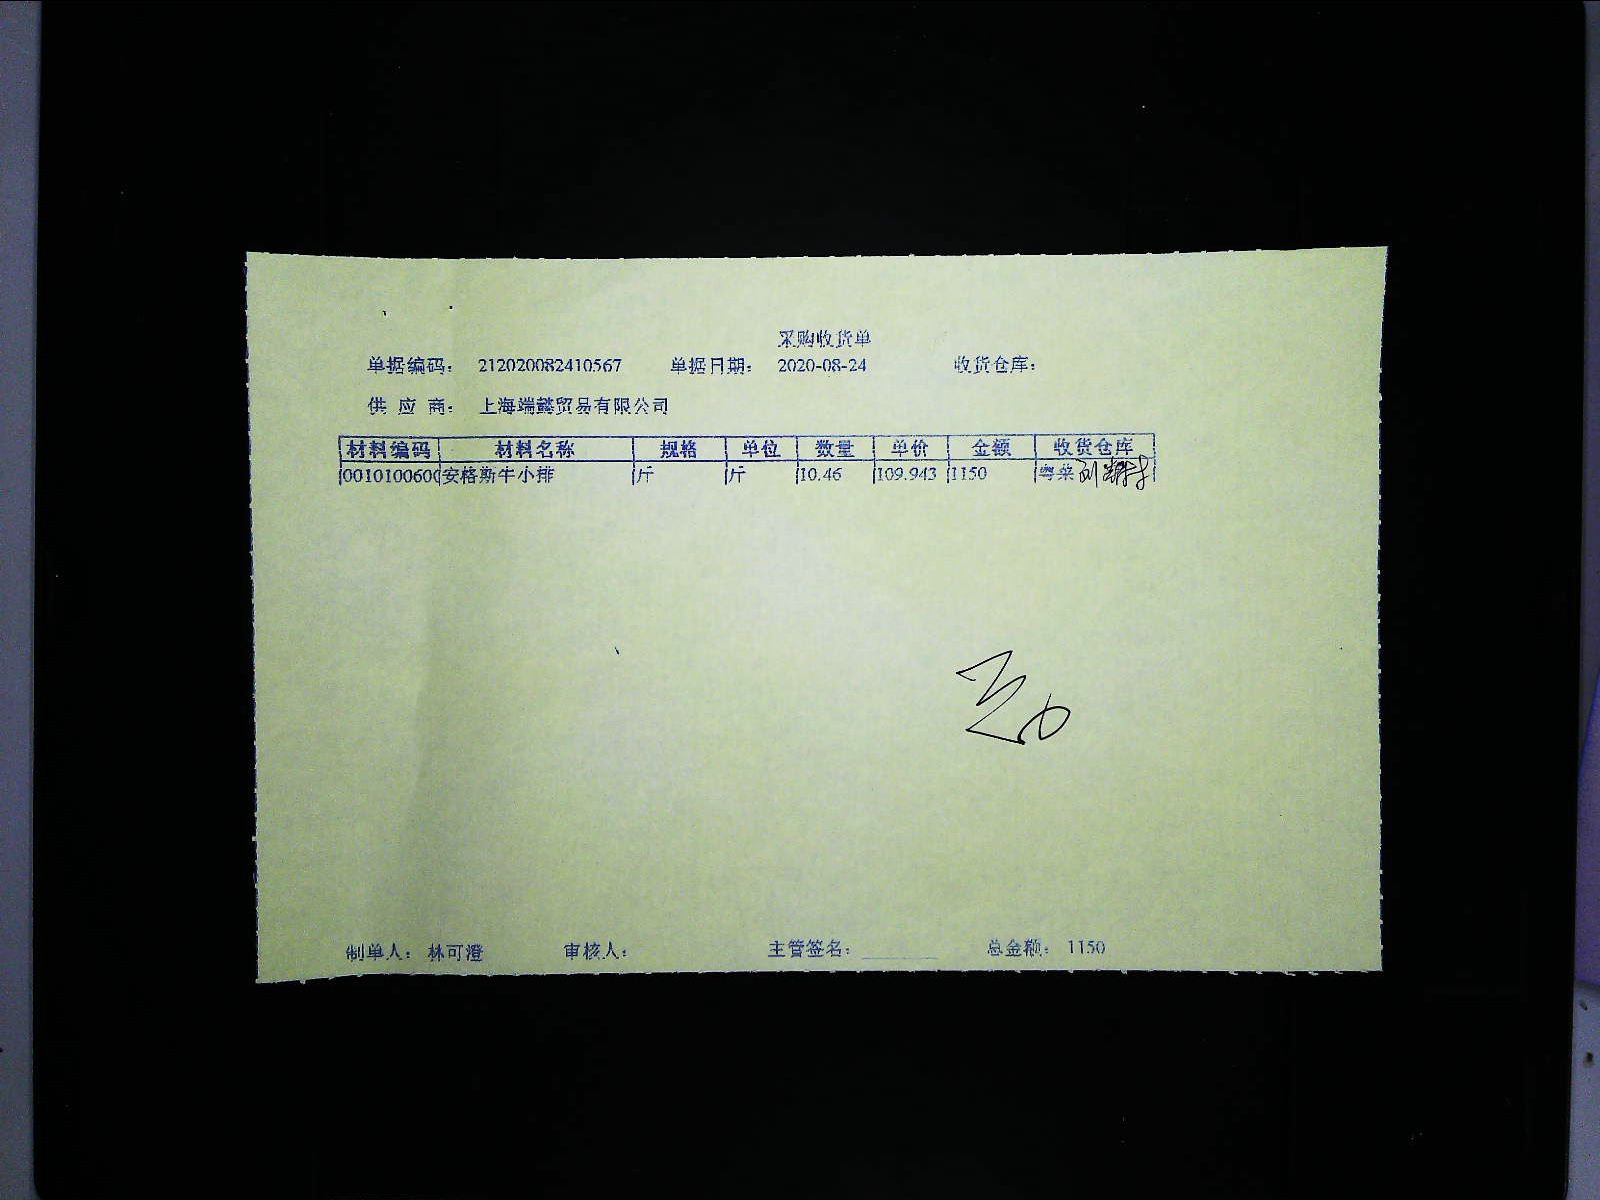 采购收货单
单据编码： 212020082410567 单据日期： 2020-08-24 收货仓库：
供 应 商： 上海端懿贸易有限公司
材料编码 材料名称 规格 单位 数量 单价 金额 收货仓库
0010100600 安格斯牛小排 斤 斤 10.46 109.943 1150 粤菜
制单人： 林可澄 审核人： 主管签名： 总金额： 1150